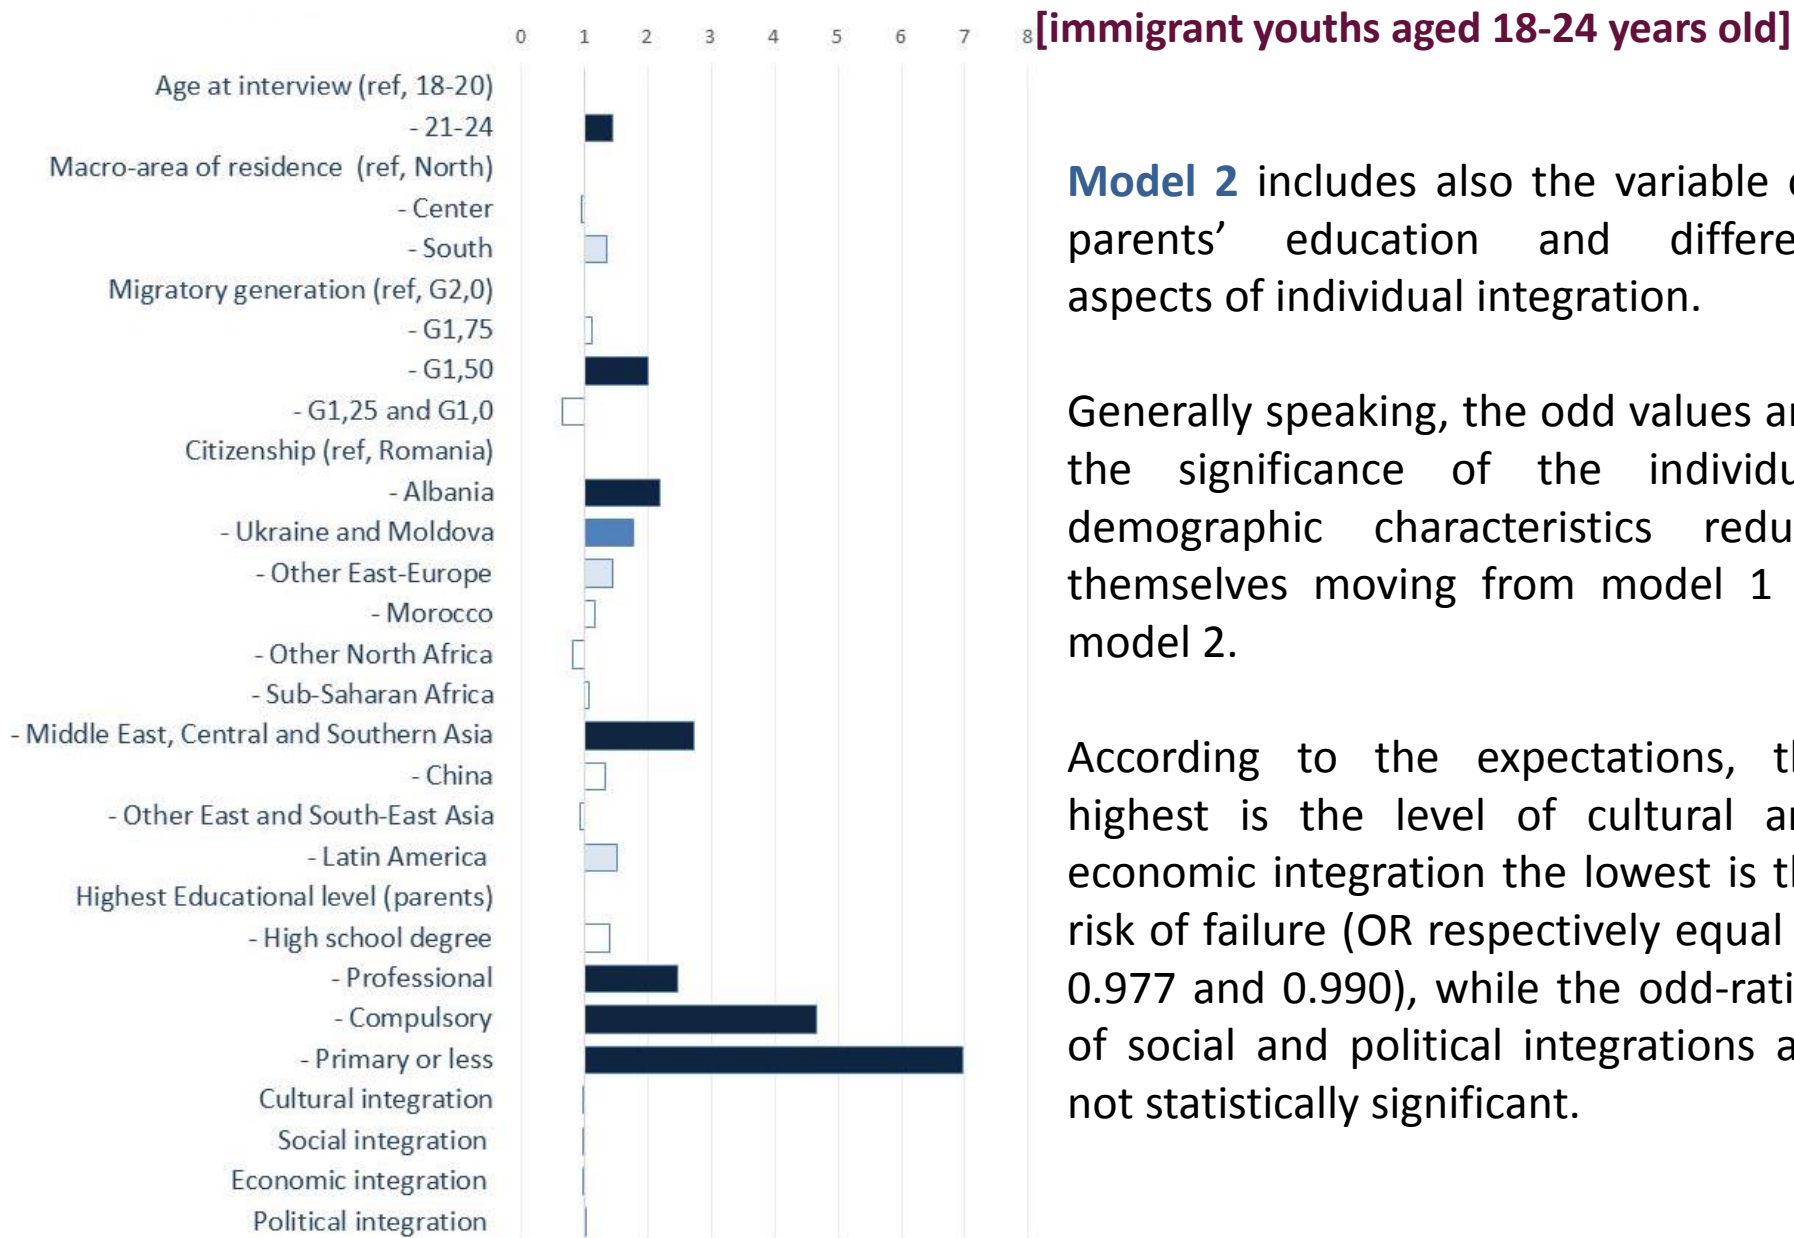 0 1 2 3 4 5 6 7 8
[immigrant youths aged 18-24 years old]
Age at interview (ref, 18-20)
- 21-24
Macro-area of residence (ref, North)
- Center
- South
Migratory generation (ref, G2,0)
- G1,75
- G1,50
- G1,25 and G1,0
Citizenship (ref, Romania)
- Albania
- Ukraine and Moldova
- Other East-Europe
- Morocco
- Other North Africa
- Sub-Saharan Africa
- Middle East, Central and Southern Asia
- China
- Other East and South-East Asia
- Latin America
Highest Educational level (parents)
- High school degree
- Professional
- Compulsory
- Primary or less
Cultural integration
Social integration
Economic integration
Political integration
Model 2 includes also the variable
parents' education and
aspects of individual integration.
Generally speaking, the odd values
the significance of the
demographic characteristics
themselves moving from model 1
model 2.
According to the expectations,
highest is the level of cultural
economic integration the lowest is
risk of failure (OR respectively equal
0.977 and 0.990), while the
of social and political integrations
not statistically significant.